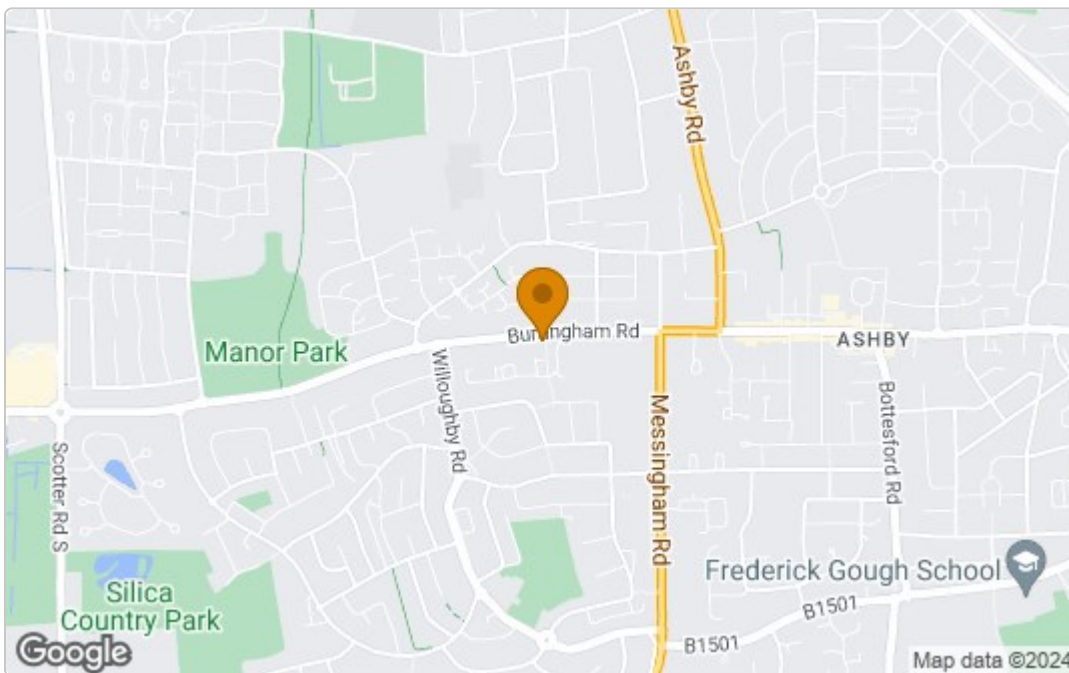 Ashby Rd
Burringham Rd
ASHBY
Manor Park
Willoughby Rd
Messingham Rd
Bottesford Rd
Scotter Rd S
Silica
Country Park
Frederick Gough School
B1501
B1501
Google
Map data ©2024